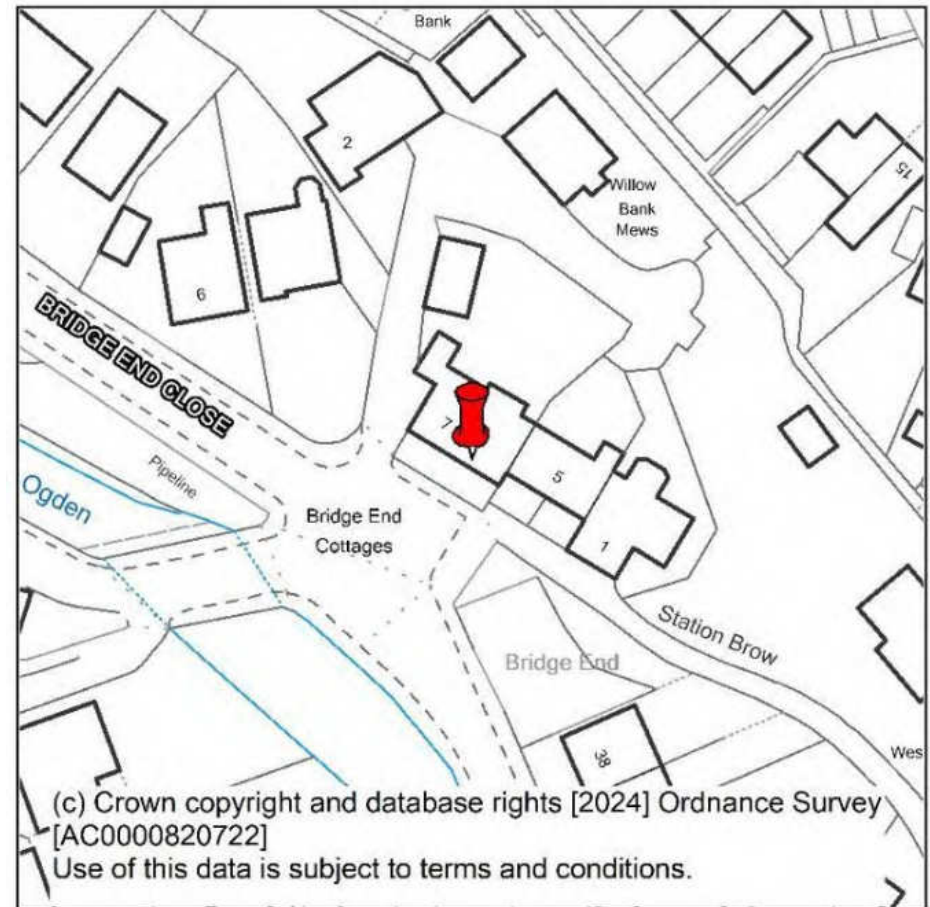 Bank
2
15
Willow
Bank
Mews
6
BRIDGE END CLOSE
7
5
1
Pipeline
Ogden
Bridge End
Cottages
Station Brow
Bridge End
38
Wes
(c) Crown copyright and database rights [2024] Ordnance Survey
[AC0000820722]
Use of this data is subject to terms and conditions.